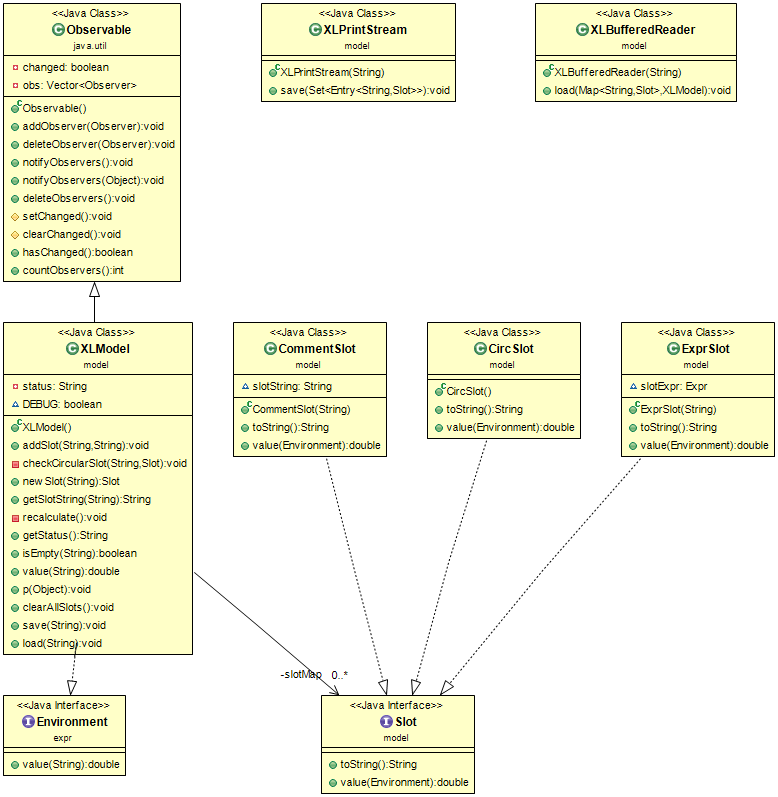 <<Java Class>>
Observable
java.util
changed: boolean
obs: Vector<Observer>
Observable()
addObserver(Observer):void
deleteObserver(Observer):void
notifyObservers():void
notifyObservers(Object):void
deleteObservers():void
setChanged():void
clearChanged():void
hasChanged():boolean
countObservers():int
<<Java Class>>
XLPrintStream
model
XLPrintStream(String)
save(Set<Entry<String,Slot>>):void
<<Java Class>>
XLBufferedReader
model
XLBufferedReader(String)
load(Map<String,Slot>,XLModel):void
<<Java Class>>
XLModel
model
status: String
DEBUG: boolean
XLModel()
addSlot(String,String):void
checkCircularSlot(String,Slot):void
newSlot(String):Slot
getSlotString(String):String
recalculate():void
getStatus():String
isEmpty(String):boolean
value(String):double
p(Object):void
clearAllSlots():void
save(String):void
load(String):void
<<Java Class>>
CommentSlot
model
slotString: String
CommentSlot(String)
toString():String
value(Environment):double
<<Java Class>>
CircSlot
model
CircSlot()
toString():String
value(Environment):double
<<Java Class>>
ExprSlot
model
slotExpr: Expr
ExprSlot(String)
toString():String
value(Environment):double
-slotMap 0..*
<<Java Interface>>
Environment
expr
value(String):double
<<Java Interface>>
Slot
model
toString():String
value(Environment):double